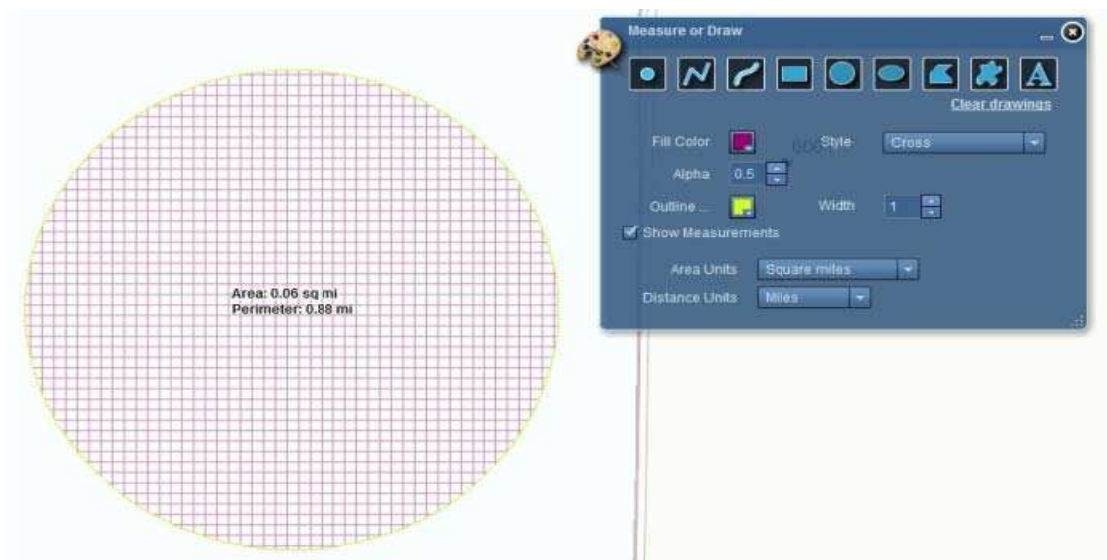 Measure or Draw
A
Clear drawings
Fill Color Style Cross
Alpha 0.5
Outline ... Width 1
Show Measurements
Area Units Square miles
Distance Units Miles
Area: 0.06 sq mi
Perimeter: 0.88 mi